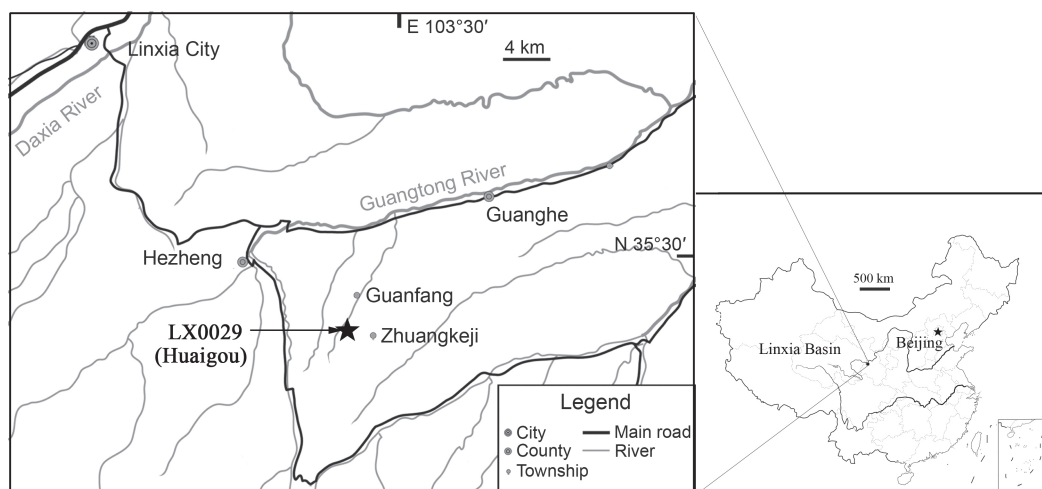 E 103°30′
4 km
Linxia City
Daxia River
Guangtong River
Guanghe
N 35°30′
Hezheng
Guanfang
LX0029
(Huaigou)
Zhuangkeji
Legend
City
Main road
County
River
Township
500 km
Beijing
Linxia Basin